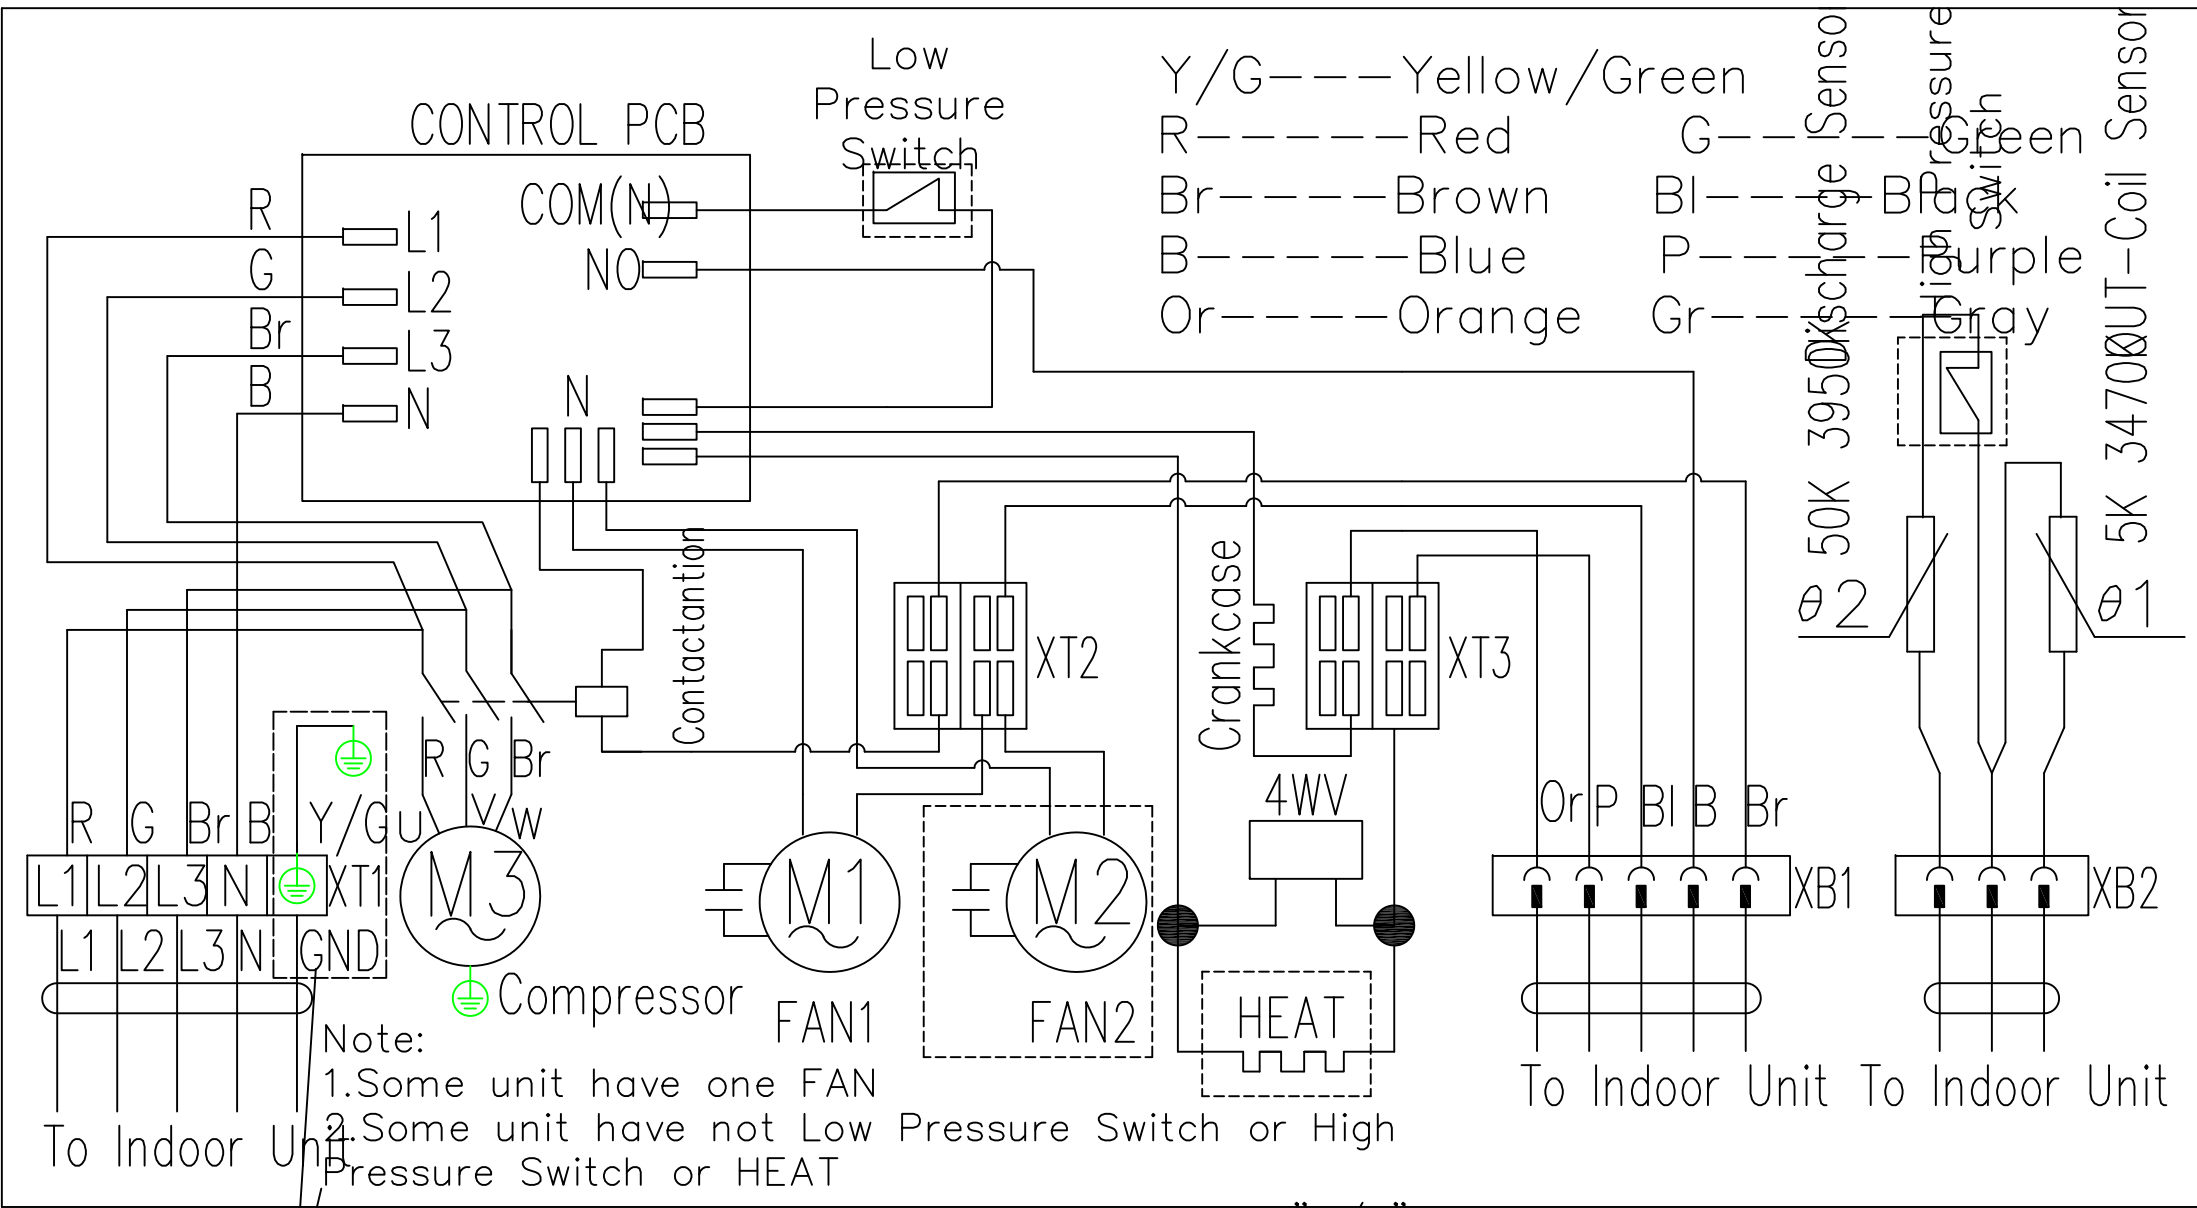 Low
Pressure
Switch
CONTROL PCB
Y/G---Yellow/Green
R-----Red
G-----Green
Br----Brown
Bl----Black
B-----Blue
P-----Purple
Or----Orange
Gr----Gray
Discharge Sensor
50K 3950K
High Pressure
Switch
OUT-Coil Sensor
5K 3470K
R
L1
G
L2
Br
L3
B
N
COM(N)
NO
N
Contactantion
XT2
Crankcase
XT3
θ2
θ1
R G Br
U V W
4WV
Or P Bl B Br
R G Br B Y/G
L1 L2 L3 N XT1
L1 L2 L3 N GND
M3
M1
M2
XB1
XB2
Compressor
FAN1
FAN2
HEAT
To Indoor Unit
To Indoor Unit
To Indoor Unit
Note:
1.Some unit have one FAN
2.Some unit have not Low Pressure Switch or High
Pressure Switch or HEAT